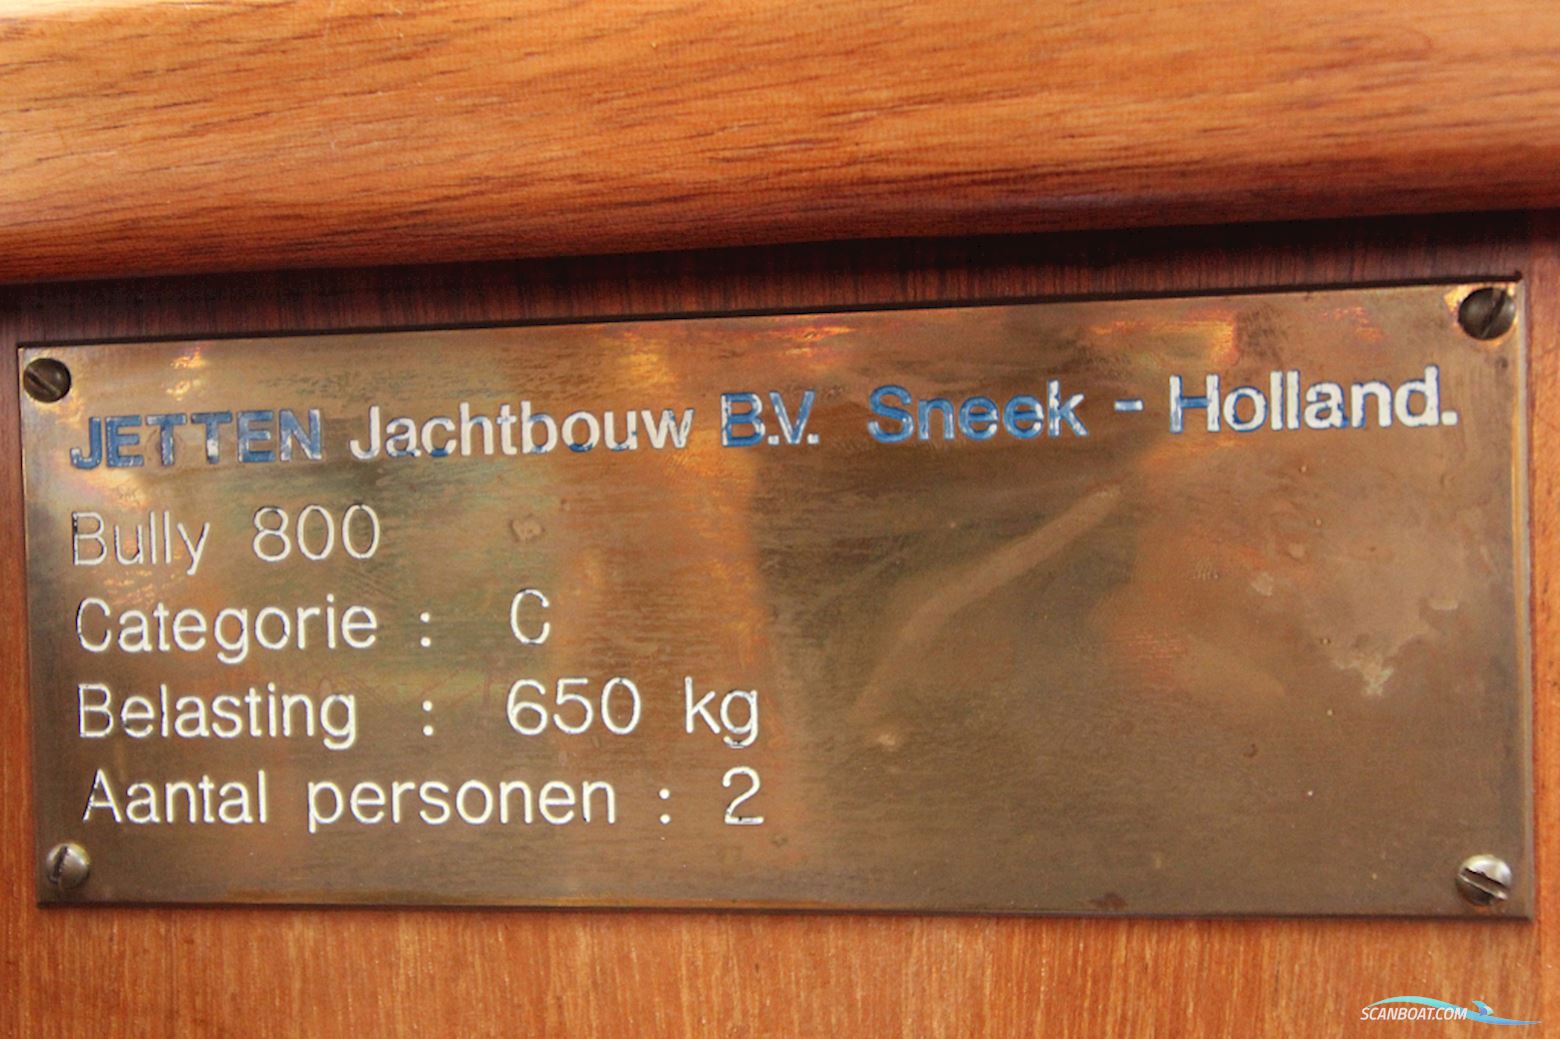 JETTEN Jachtbouw B.V. Sneek - Holland.
Bully 800
Categorie : C
Belasting : 650 kg
Aantal personen : 2
SCANBOAT.COM